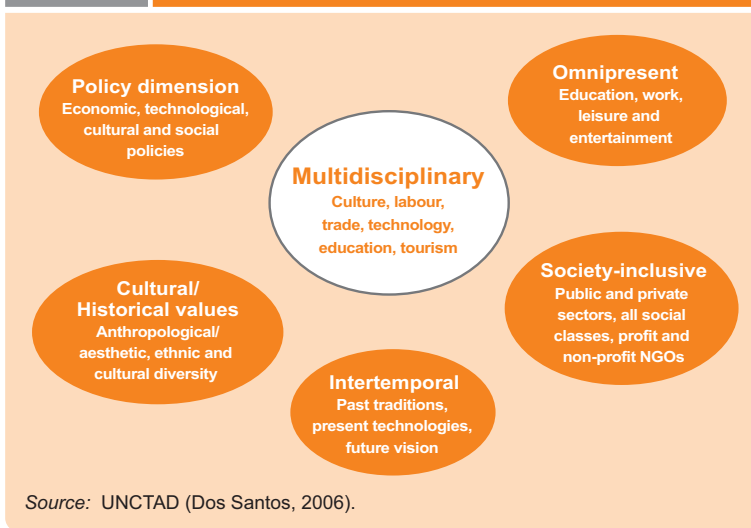 Policy dimension
Economic, technological,
cultural and social
policies
Omnipresent
Education, work,
leisure and
entertainment
Multidisciplinary
Culture, labour,
trade, technology,
education, tourism
Cultural/
Historical values
Anthropological/
aesthetic, ethnic and
cultural diversity
Society-inclusive
Public and private
sectors, all social
classes, profit and
non-profit NGOs
Intertemporal
Past traditions,
present technologies,
future vision
Source: UNCTAD (Dos Santos, 2006).